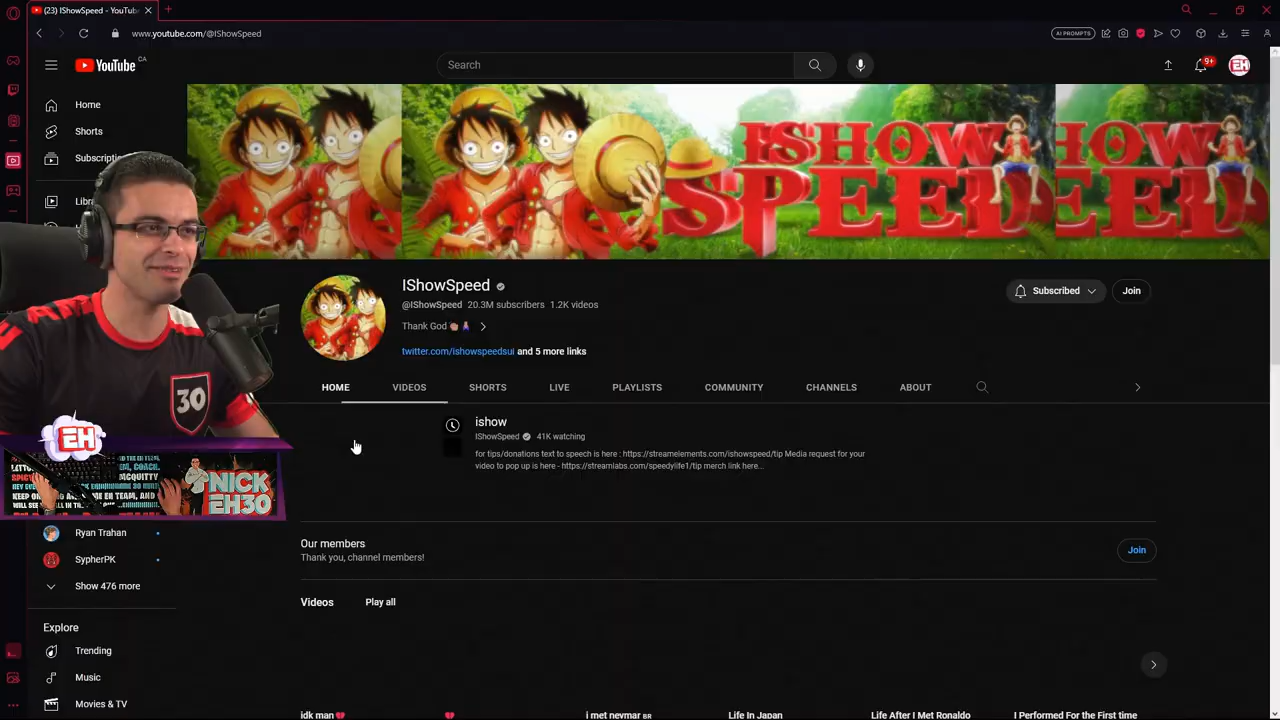 (23) IShowSpeed - YouTube
www.youtube.com/@IShowSpeed
AI PROMPTS
YouTube CA
Search
9+
EH
Home
Shorts
ISHOW
SPEED
IShowSpeed
@IShowSpeed 20.3M subscribers 1.2K videos
Thank God
twitter.com/ishowspeedsui and 5 more links
Subscribed
Join
HOME
VIDEOS
SHORTS
LIVE
PLAYLISTS
COMMUNITY
CHANNELS
ABOUT
30
ishow
IShowSpeed 41K watching
for tips/donations text to speech is here : https://streamelements.com/ishowspeed/tip Media request for your
video to pop up is here - https://streamlabs.com/speedylife1/tip merch link here...
EH
NICK
EH30
Ryan Trahan
SypherPK
Show 476 more
Our members
Thank you, channel members!
Join
Videos
Play all
Explore
Trending
Music
Movies & TV
idk man
i met neymar BR
Life In Japan
Life After I Met Ronaldo
I Performed For the First time